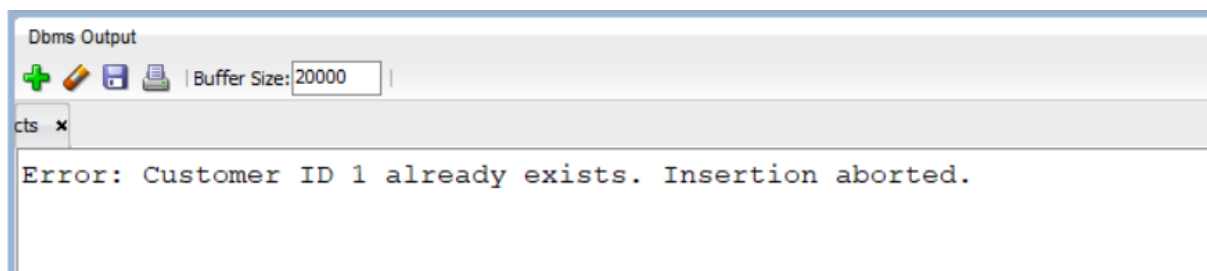 Dbms Output
Buffer Size: 20000
cts
Error: Customer ID 1 already exists. Insertion aborted.